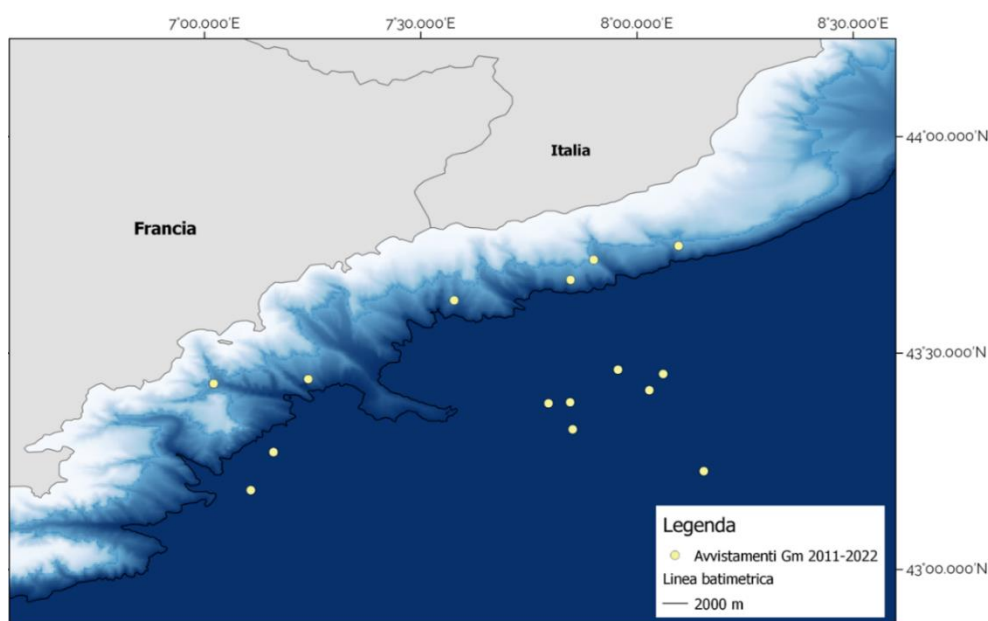 7°00.000'E 7°30.000'E 8°00.000'E 8°30.000'E
44°00.000'N
Italia
Francia
43°30.000'N
Legenda
Avvistamenti Gm 2011-2022
Linea batimetrica
2000 m
43°00.000'N